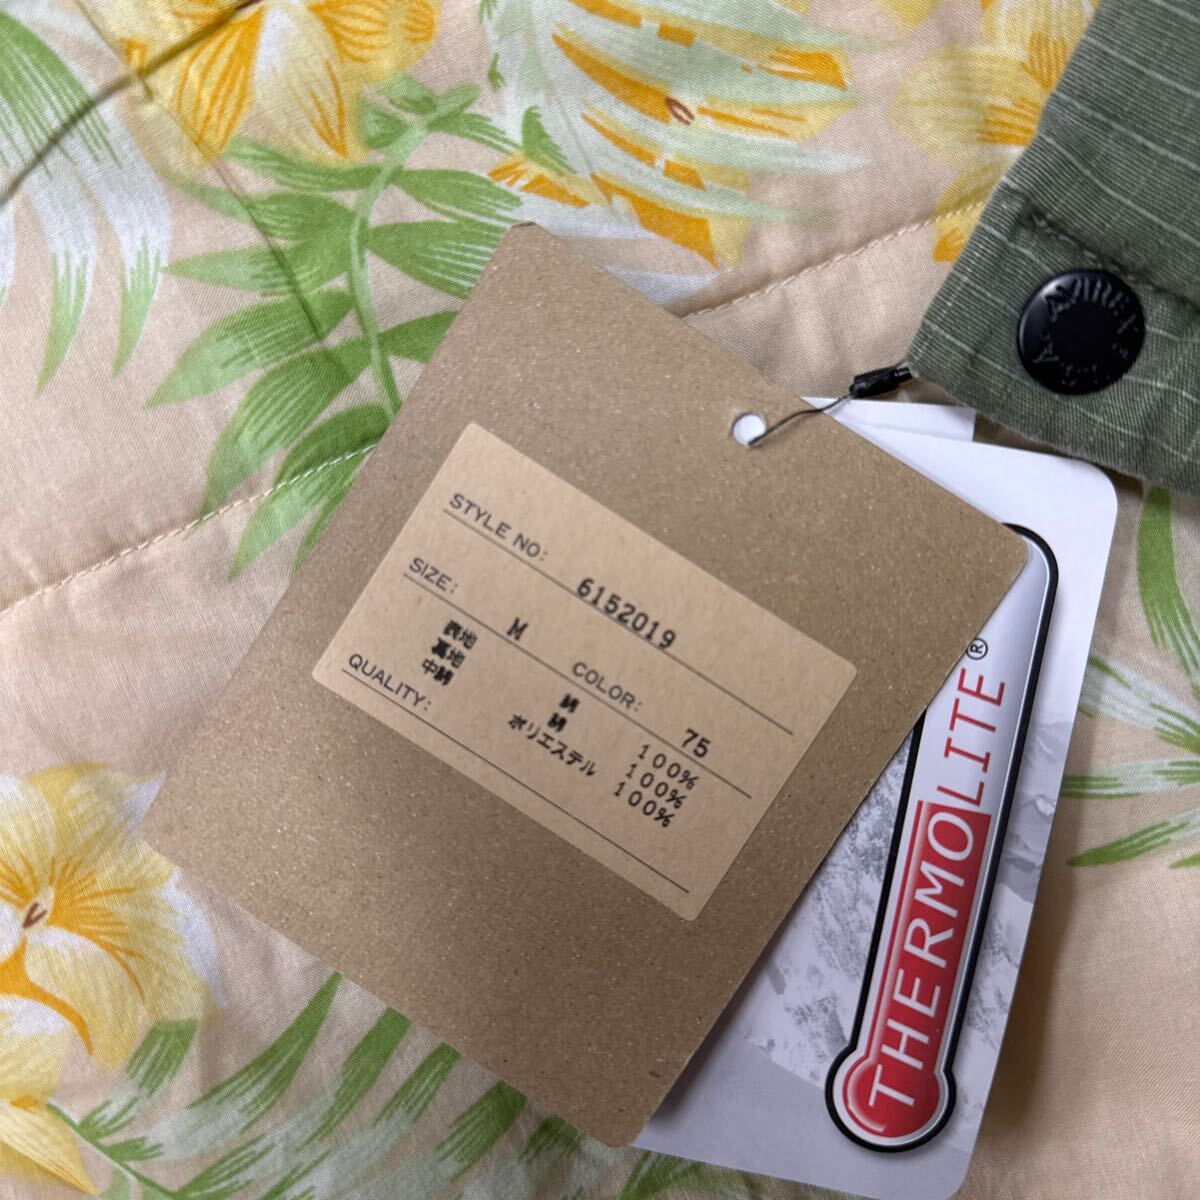 STYLE NO: 6152019
SIZE: M COLOR: 75
表地 綿 100%
裏地 綿 100%
中綿 ポリエステル 100%
QUALITY:
THERMOLITE®